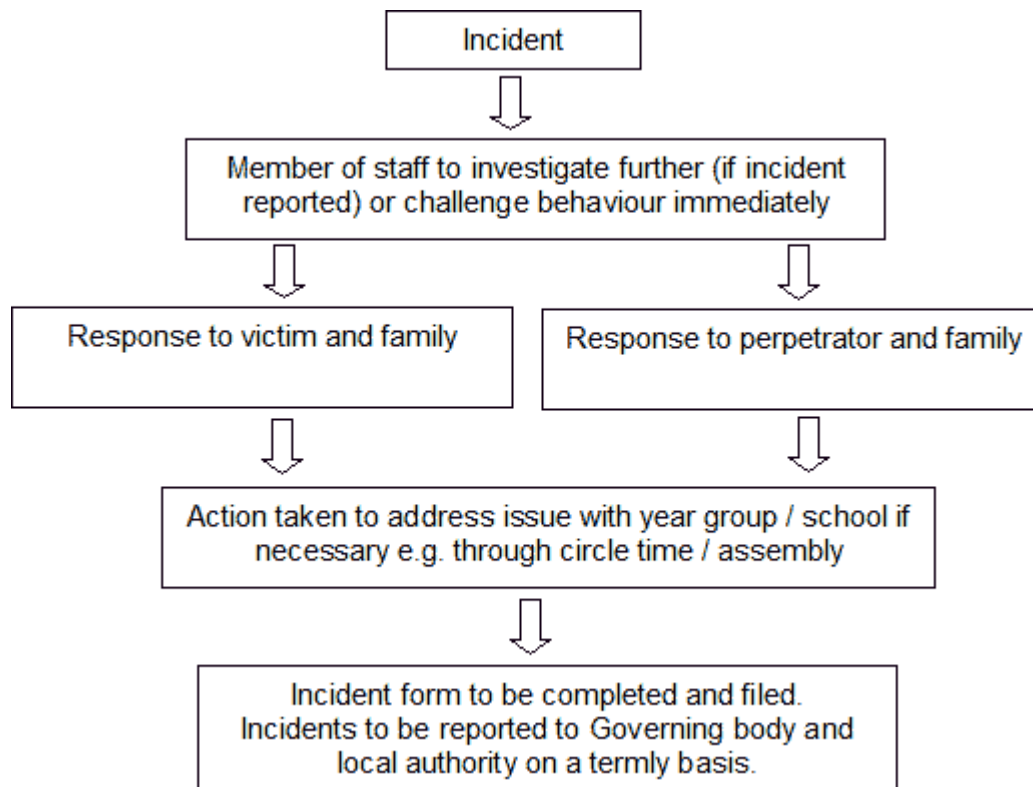 Incident
Member of staff to investigate further (if incident
reported) or challenge behaviour immediately
Response to victim and family
Response to perpetrator and family
Action taken to address issue with year group / school if
necessary e.g. through circle time / assembly
Incident form to be completed and filed.
Incidents to be reported to Governing body and
local authority on a termly basis.